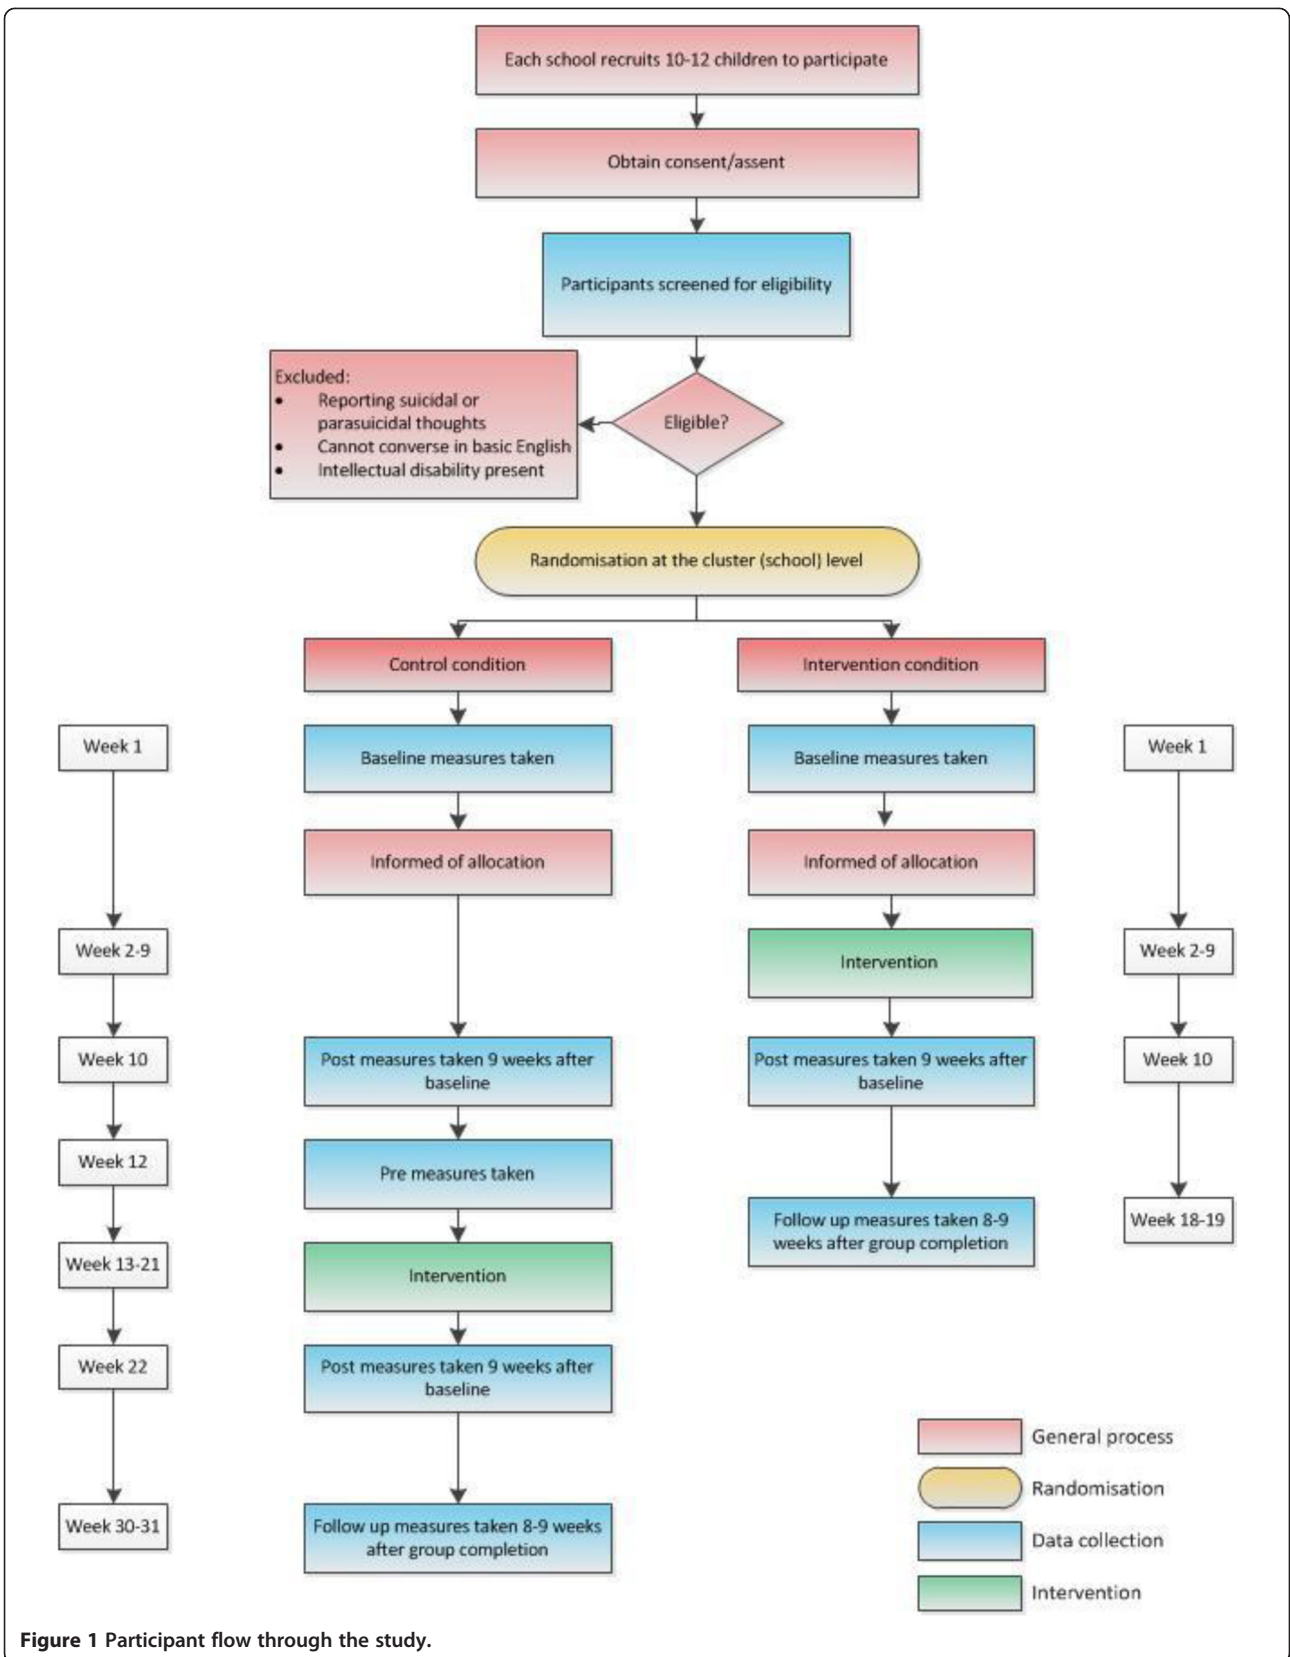 Each school recruits 10-12 children to participate
Obtain consent/assent
Participants screened for eligibility
Excluded:
• Reporting suicidal or
parasuicidal thoughts
• Cannot converse in basic English
• Intellectual disability present
Eligible?
Randomisation at the cluster (school) level
Control condition
Intervention condition
Week 1
Baseline measures taken
Baseline measures taken
Week 1
Informed of allocation
Informed of allocation
Week 2-9
Intervention
Week 2-9
Week 10
Post measures taken 9 weeks after
baseline
Post measures taken 9 weeks after
baseline
Week 10
Week 12
Pre measures taken
Follow up measures taken 8-9
weeks after group completion
Week 18-19
Week 13-21
Intervention
Week 22
Post measures taken 9 weeks after
baseline
Week 30-31
Follow up measures taken 8-9 weeks
after group completion
General process
Randomisation
Data collection
Intervention
Figure 1 Participant flow through the study.